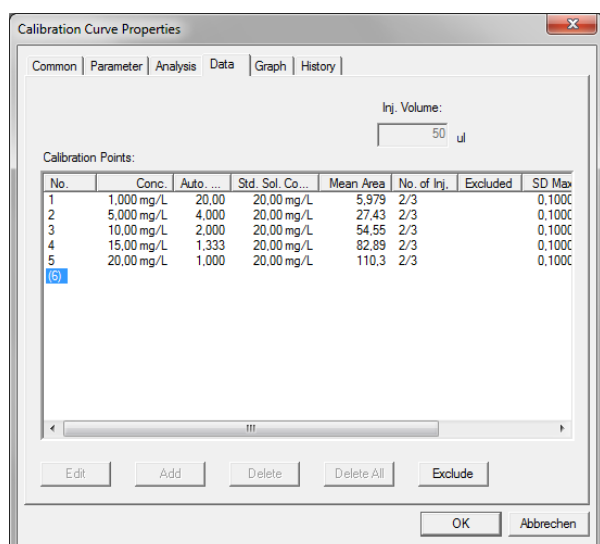 Calibration Curve Properties
Common Parameter Analysis Data Graph History
Inj. Volume:
50 ul
Calibration Points:
No. Conc. Auto. ... Std. Sol. Co... Mean Area No. of Inj. Excluded SD Max
1 1,000 mg/L 20,00 20,00 mg/L 5,979 2/3 0,1000
2 5,000 mg/L 4,000 20,00 mg/L 27,43 2/3 0,1000
3 10,00 mg/L 2,000 20,00 mg/L 54,55 2/3 0,1000
4 15,00 mg/L 1,333 20,00 mg/L 82,89 2/3 0,1000
5 20,00 mg/L 1,000 20,00 mg/L 110,3 2/3 0,1000
(6)
Edit Add Delete Delete All Exclude
OK Abbrechen